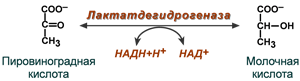 COO⁻
C=O
CH₃
Пировиноградная
кислота
Лактатдегидрогеназа
НАДН+Н⁺
НАД⁺
COO⁻
CH–OH
CH₃
Молочная
кислота